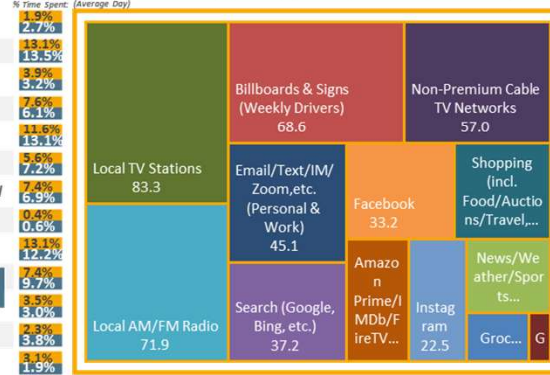 % Time Spent: (Average Day)
1.9%
2.7%
13.1%
13.5%
3.9%
3.2%
7.6%
6.1%
11.6%
13.1%
5.6%
7.2%
7.4%
6.9%
0.4%
0.6%
13.1%
12.2%
7.4%
9.7%
3.5%
3.0%
2.3%
3.8%
3.1%
1.9%
Local TV Stations
83.3
Local AM/FM Radio
71.9
Billboards & Signs
(Weekly Drivers)
68.6
Non-Premium Cable
TV Networks
57.0
Email/Text/IM/
Zoom,etc.
(Personal &
Work)
45.1
Search (Google,
Bing, etc.)
37.2
Facebook
33.2
Shopping
(incl.
Food/Auctio
ns/Travel,...
Amazo
n
Prime/I
MDb/F
ireTV...
Instag
ram
22.5
News/We
ather/Spor
ts...
Groc...
G